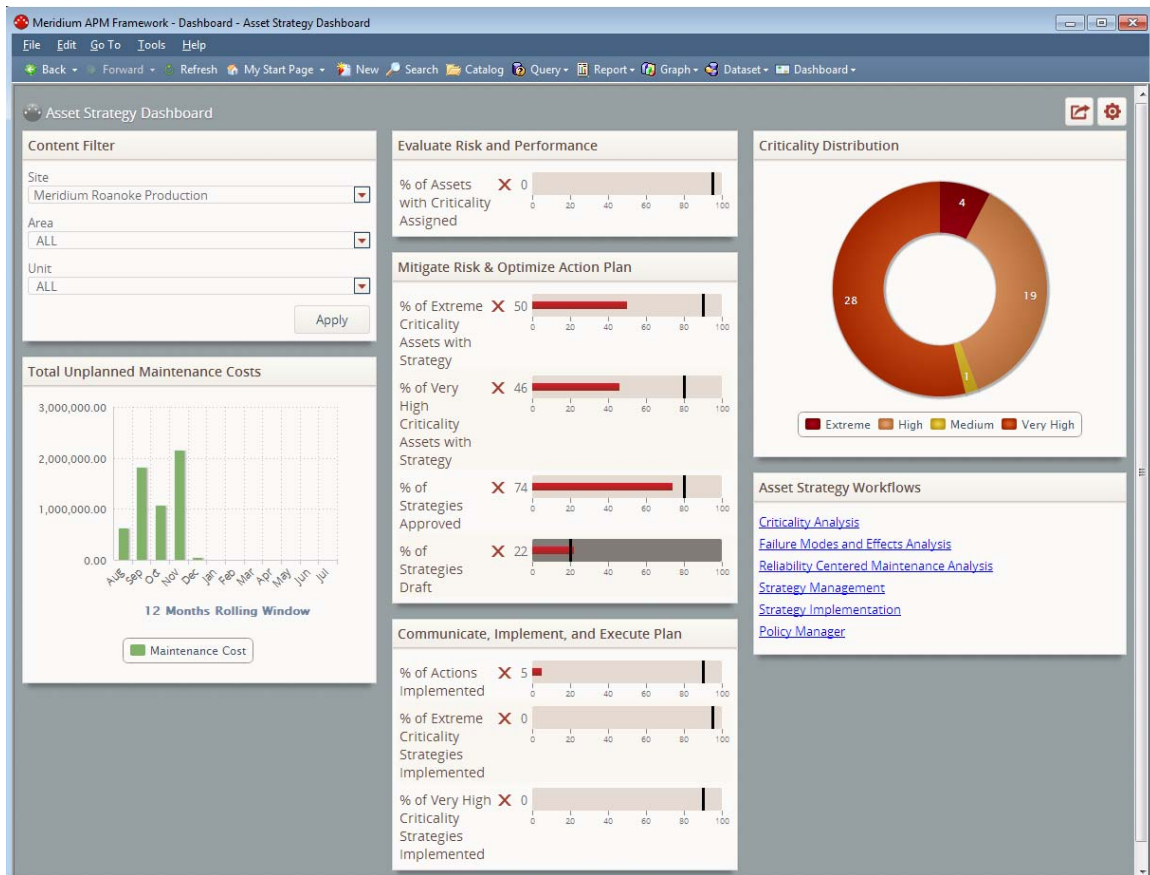 Meridium APM Framework - Dashboard - Asset Strategy Dashboard
File Edit Go To Tools Help
Back Forward Refresh My Start Page New Search Catalog Query Report Graph Dataset Dashboard
Asset Strategy Dashboard
Content Filter
Site
Meridium Roanoke Production
Area
ALL
Unit
ALL
Apply
Total Unplanned Maintenance Costs
3,000,000.00
2,000,000.00
1,000,000.00
0.00
Aug Sep Oct Nov Dec Jan Feb Mar Apr May Jun Jul
12 Months Rolling Window
Maintenance Cost
Evaluate Risk and Performance
% of Assets 0
with Criticality
Assigned
0 20 40 60 80 100
Mitigate Risk & Optimize Action Plan
% of Extreme 50
Criticality
Assets with
Strategy
0 20 40 60 80 100
% of Very 46
High
Criticality
Assets with
Strategy
0 20 40 60 80 100
% of 74
Strategies
Approved
0 20 40 60 80 100
% of 22
Strategies
Draft
0 20 40 60 80 100
Communicate, Implement, and Execute Plan
% of Actions 5
Implemented
0 20 40 60 80 100
% of Extreme 0
Criticality
Strategies
Implemented
0 20 40 60 80 100
% of Very High 0
Criticality
Strategies
Implemented
0 20 40 60 80 100
Criticality Distribution
4
19
28
1
Extreme High Medium Very High
Asset Strategy Workflows
Criticality Analysis
Failure Modes and Effects Analysis
Reliability Centered Maintenance Analysis
Strategy Management
Strategy Implementation
Policy Manager